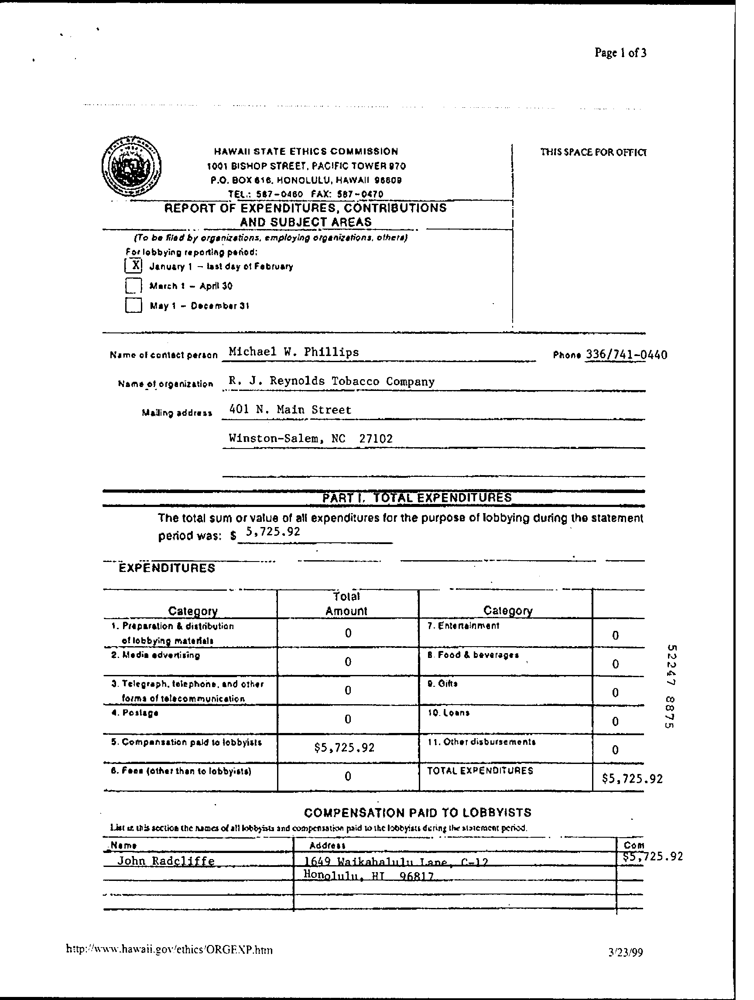 Page 1 of 3
HAWAII STATE ETHICS COMMISSION
THIS SPACE FOR OFFICI
1001 BISHOP STREET, PACIFIC TOWER 970
P.O. BOX 616, HONOLULU, HAWAII 96809
TEL.: 587-0460 FAX: 587-0470
REPORT OF EXPENDITURES, CONTRIBUTIONS
AND SUBJECT AREAS
(To be filed by organizations, employing organizations, others)
For lobbying reporting period:
X January 1 - last day of February
March 1 - April 30
May 1 - December 31
Name of contact person Michael W. Phillips Phone 336/741-0440
Name of organization R. J. Reynolds Tobacco Company
Mailing address 401 N. Main Street
Winston-Salem, NC 27102
PART I. TOTAL EXPENDITURES
The total sum or value of all expenditures for the purpose of lobbying during the statement
period was: $ 5,725.92
EXPENDITURES
Category Total Amount Category
1. Preparation & distribution of lobbying materials 0 7. Entertainment 0
2. Media advertising 0 8. Food & beverages 0
3. Telegraph, telephone, and other forms of telecommunication 0 9. Gifts 0
4. Postage 0 10. Loans 0
5. Compensation paid to lobbyists $5,725.92 11. Other disbursements 0
6. Fees (other than to lobbyists) 0 TOTAL EXPENDITURES $5,725.92
52247 8875
COMPENSATION PAID TO LOBBYISTS
List in this section the names of all lobbyists and compensation paid to the lobbyists during the statement period.
Name Address Com
John Radcliffe 1649 Waikahalulu Lane, C-12 $5,725.92
Honolulu, HI 96817
http://www.hawaii.gov/ethics/ORGEXP.htm 3/23/99